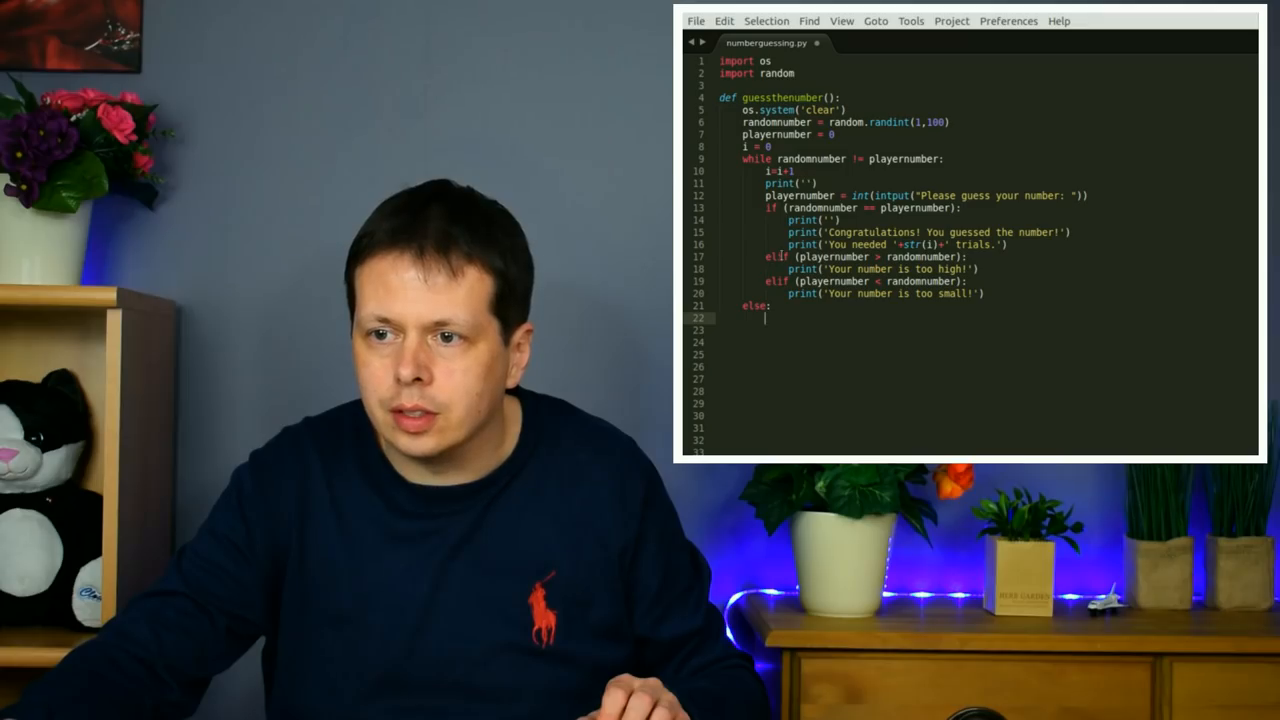 File Edit Selection Find View Goto Tools Project Preferences Help
numberguessing.py
1 import os
2 import random
3
4 def guessthenumber():
5 os.system('clear')
6 randomnumber = random.randint(1,100)
7 playernumber = 0
8 i = 0
9 while randomnumber != playernumber:
10 i=i+1
11 print('')
12 playernumber = int(intput("Please guess your number: "))
13 if (randomnumber == playernumber):
14 print('')
15 print('Congratulations! You guessed the number!')
16 print('You needed '+str(i)+' trials.')
17 elif (playernumber > randomnumber):
18 print('Your number is too high!')
19 elif (playernumber < randomnumber):
20 print('Your number is too small!')
21 else:
22
23
24
25
26
27
28
29
30
31
32
33
HERB GARDEN